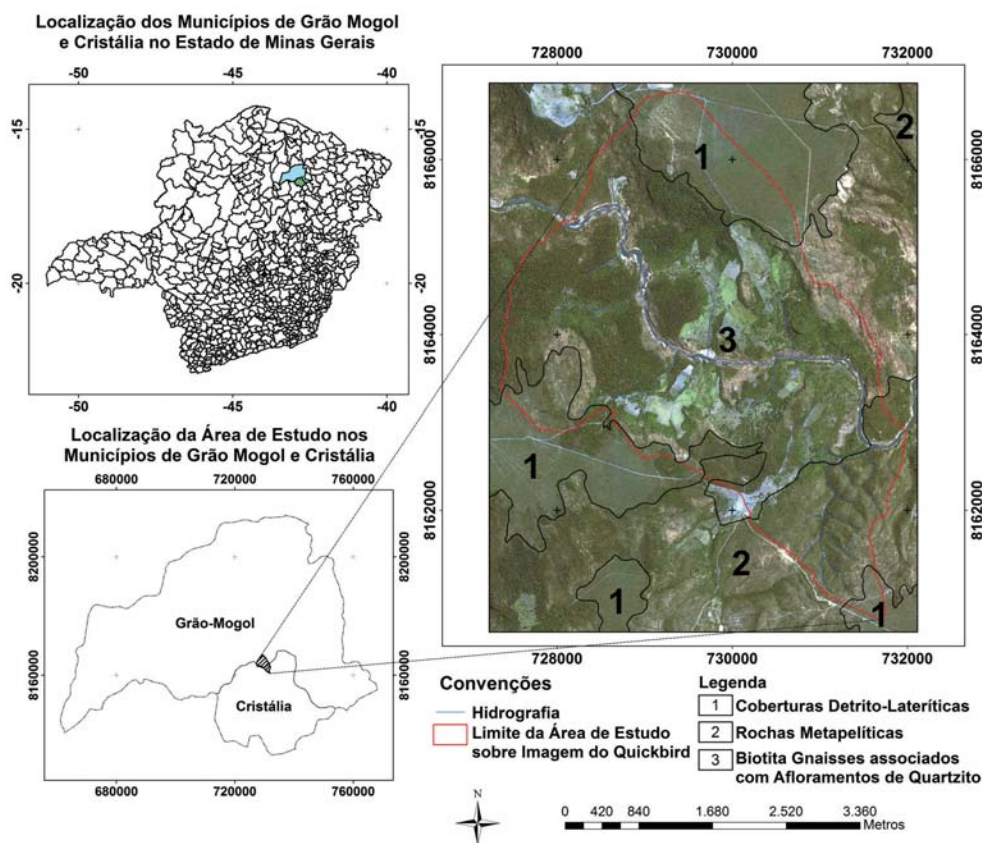 Localização dos Municípios de Grão Mogol
e Cristália no Estado de Minas Gerais
-50
-45
-40
-15
-15
-20
-20
-50
-45
-40
Localização da Área de Estudo nos
Municípios de Grão Mogol e Cristália
680000
720000
760000
8200000
8200000
8160000
8160000
Grão-Mogol
Cristália
680000
720000
760000
728000
730000
732000
8166000
8166000
8164000
8164000
8162000
8162000
1
2
3
1
2
1
1
728000
730000
732000
Convenções
Hidrografia
Limite da Área de Estudo
sobre Imagem do Quickbird
Legenda
1 Coberturas Detrito-Lateríticas
2 Rochas Metapelíticas
3 Biotita Gnaisses associados
com Afloramentos de Quartzito
N
0 420 840 1.680 2.520 3.360
Metros